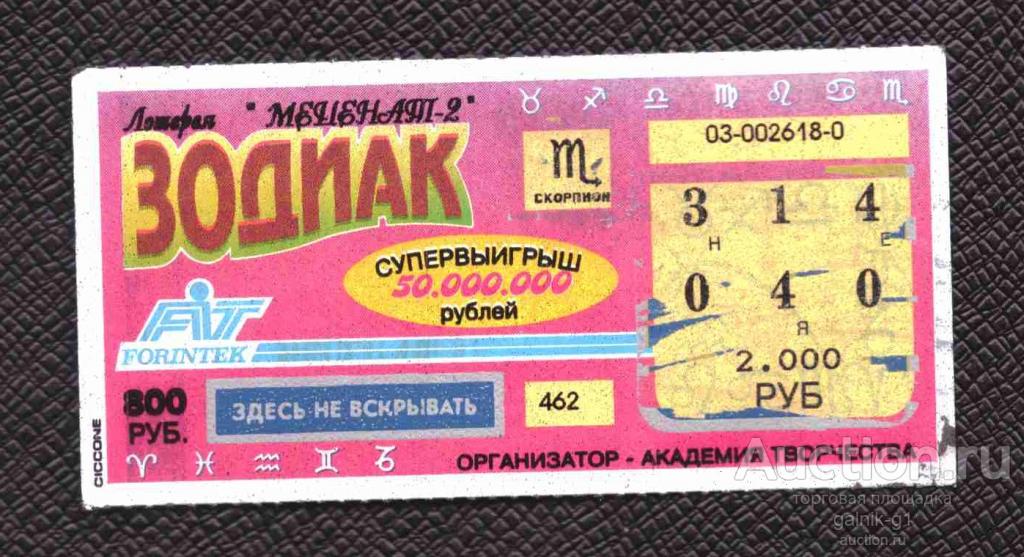 Лотерея "МЕЦЕНАТ-2"
ЗОДИАК
СКОРПИОН
03-002618-0
3 1 4
Н Е
0 4 0
Я
2.000
РУБ
СУПЕРВЫИГРЫШ
50.000.000
рублей
FIT
FORINTEK
800
РУБ.
ЗДЕСЬ НЕ ВСКРЫВАТЬ
462
ОРГАНИЗАТОР - АКАДЕМИЯ ТВОРЧЕСТВА
CICCONE
Auction.ru
торговая площадка
galnik-g1
auction.ru